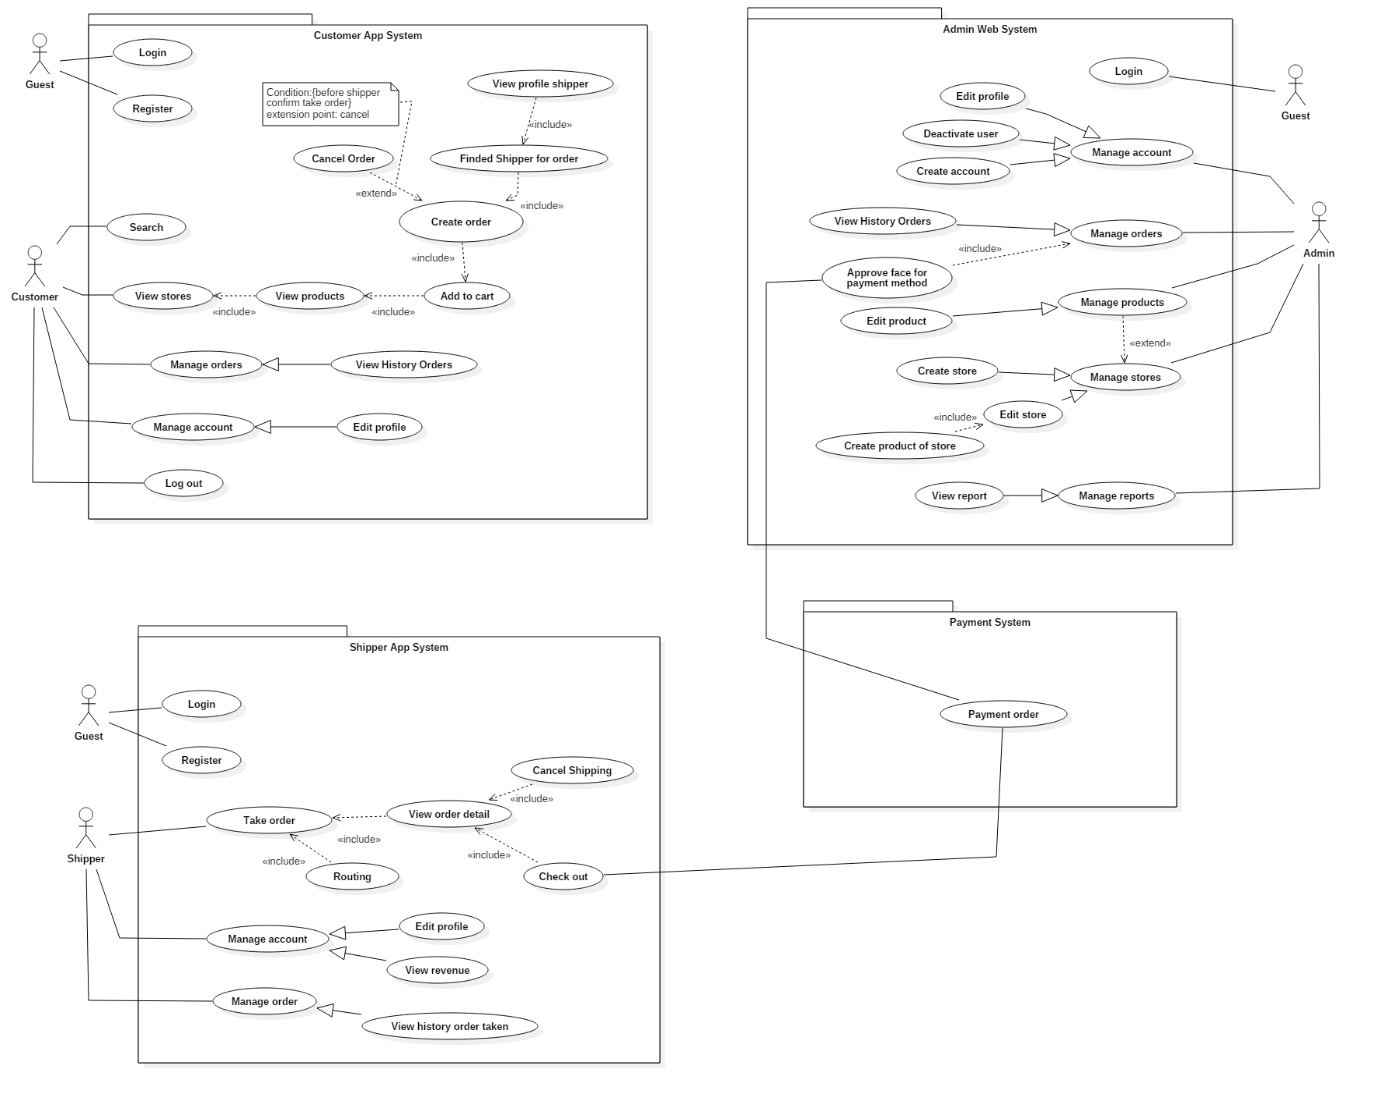 Customer App System
Guest
Login
Register
Condition:{before shipper
confirm take order}
extension point: cancel
View profile shipper
«include»
Cancel Order
Finded Shipper for order
«extend»
«include»
Create order
Search
«include»
Customer
View stores
«include»
View products
«include»
Add to cart
Manage orders
View History Orders
Manage account
Edit profile
Log out
Admin Web System
Login
Guest
Edit profile
Deactivate user
Manage account
Create account
View History Orders
Manage orders
«include»
Admin
Approve face for
payment method
Manage products
Edit product
«extend»
Create store
Manage stores
Edit store
«include»
Create product of store
View report
Manage reports
Payment System
Payment order
Shipper App System
Guest
Login
Register
Cancel Shipping
«include»
Shipper
Take order
View order detail
«include»
«include»
«include»
Routing
Check out
Manage account
Edit profile
View revenue
Manage order
View history order taken